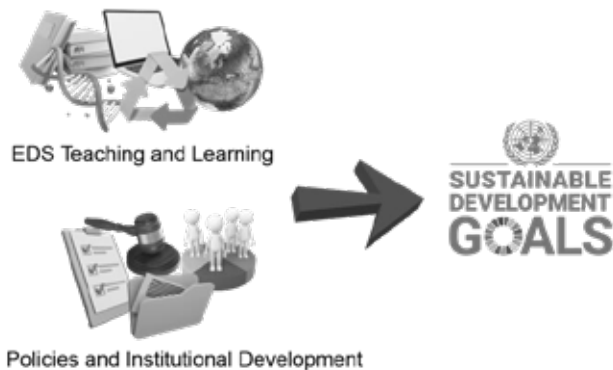 EDS Teaching and Learning
SUSTAINABLE
DEVELOPMENT
GOALS
Policies and Institutional Development